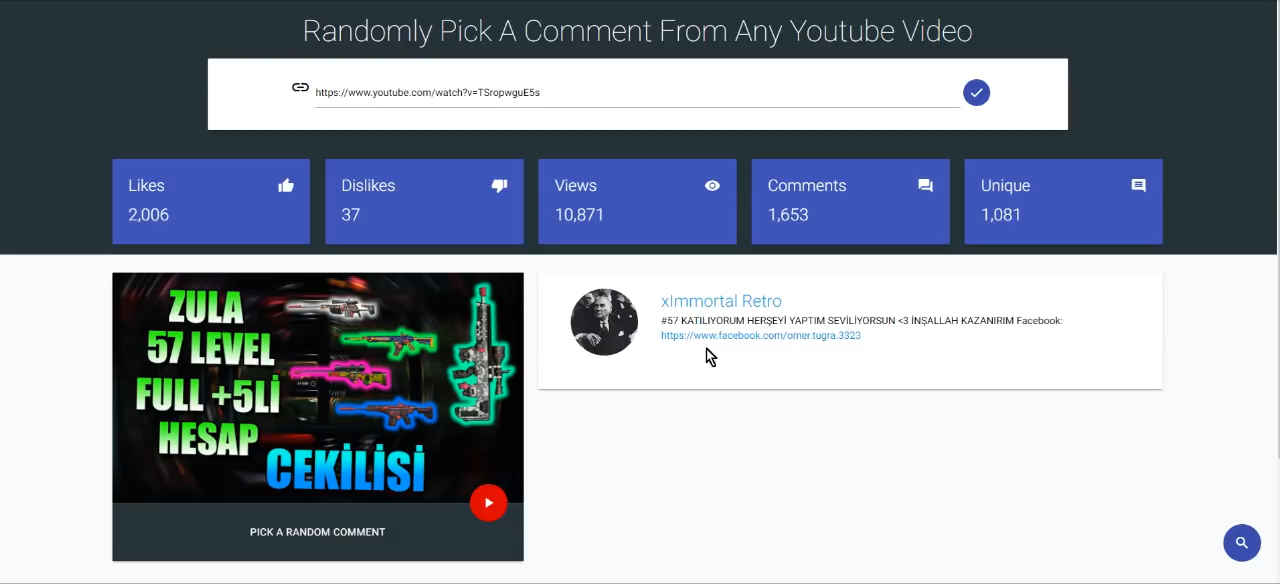 Randomly Pick A Comment From Any Youtube Video
https://www.youtube.com/watch?v=TSropwguE5s
Likes
2,006
Dislikes
37
Views
10,871
Comments
1,653
Unique
1,081
ZULA
57 LEVEL
FULL +5Lİ
HESAP
CEKİLİSİ
PICK A RANDOM COMMENT
xImmortal Retro
#57 KATILIYORUM HERŞEYİ YAPTIM SEVİLİYORSUN <3 İNŞALLAH KAZANIRIM Facebook:
https://www.facebook.com/omer.tugra.3323